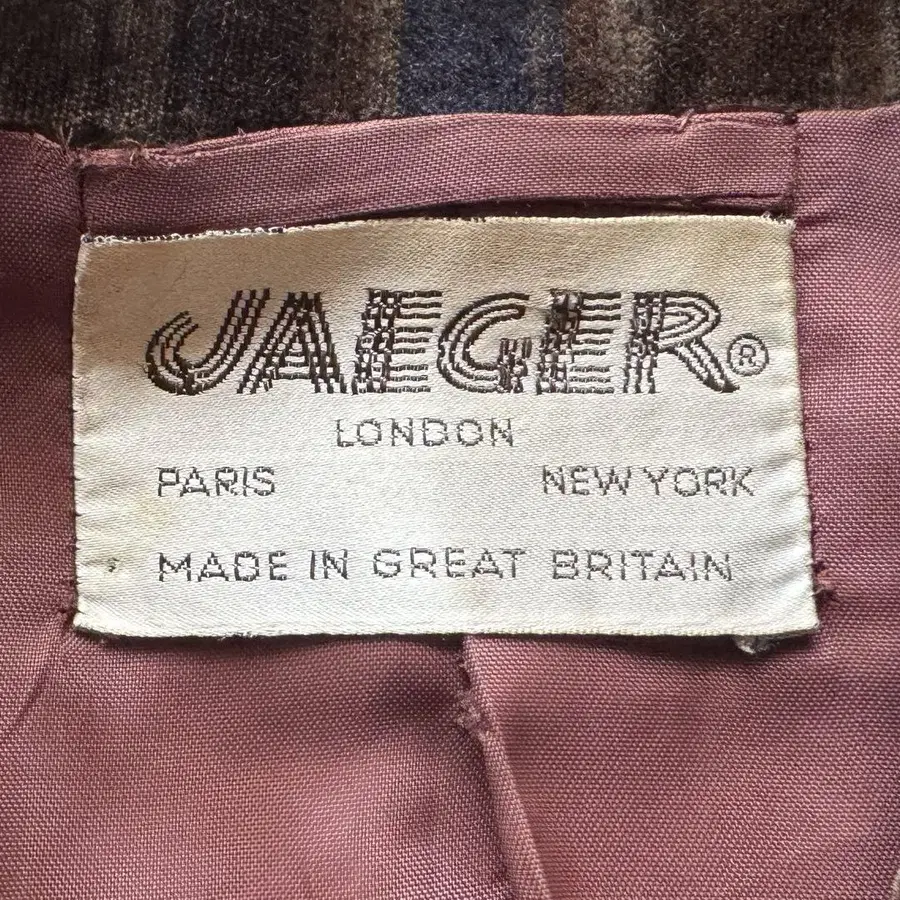 JAEGER®
LONDON
PARIS NEW YORK
MADE IN GREAT BRITAIN